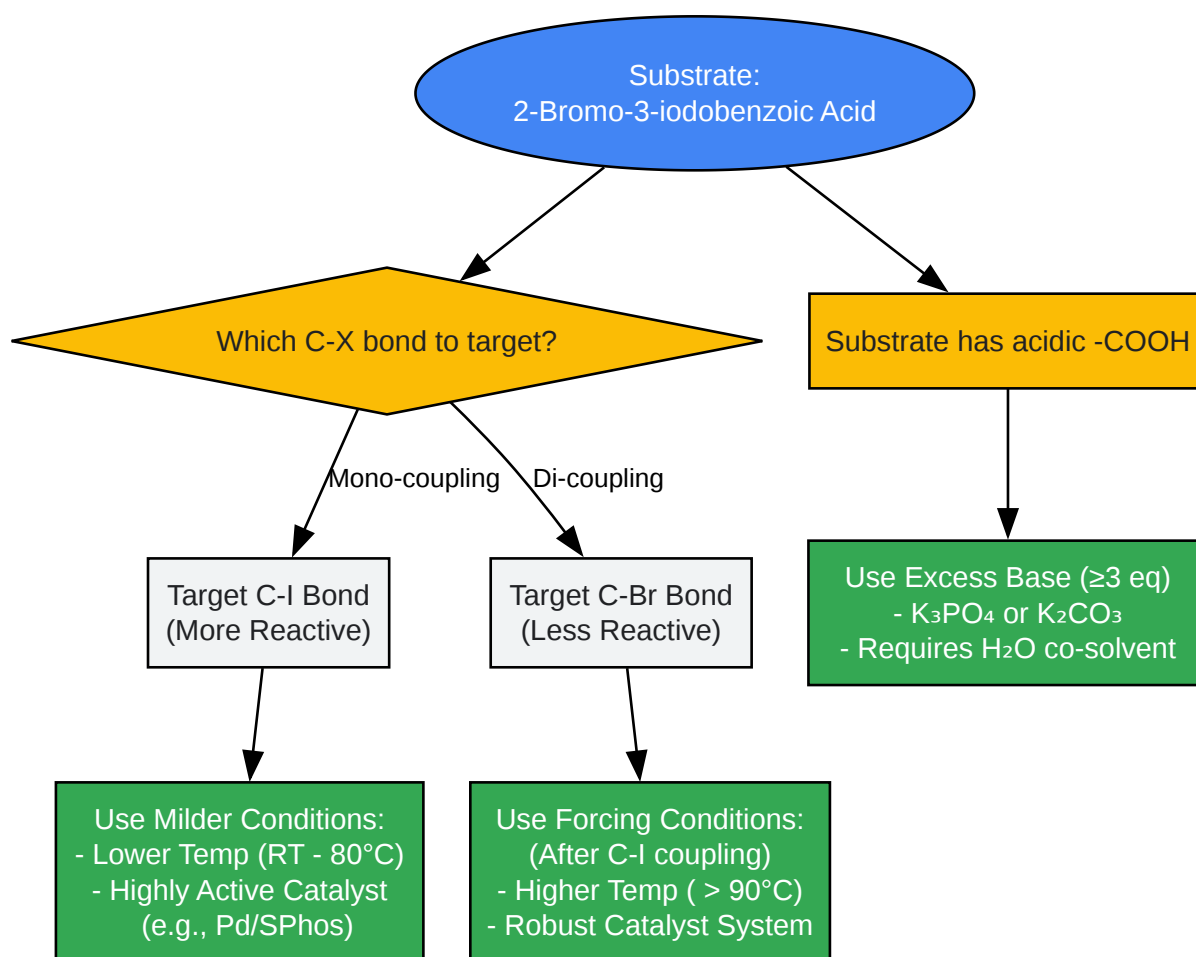 Substrate:
2-Bromo-3-iodobenzoic Acid
Which C-X bond to target?
Substrate has acidic -COOH
Mono-coupling
Di-coupling
Target C-I Bond
(More Reactive)
Target C-Br Bond
(Less Reactive)
Use Excess Base (≥3 eq)
- K₃PO₄ or K₂CO₃
- Requires H₂O co-solvent
Use Milder Conditions:
- Lower Temp (RT - 80°C)
- Highly Active Catalyst
(e.g., Pd/SPhos)
Use Forcing Conditions:
(After C-I coupling)
- Higher Temp ( > 90°C)
- Robust Catalyst System